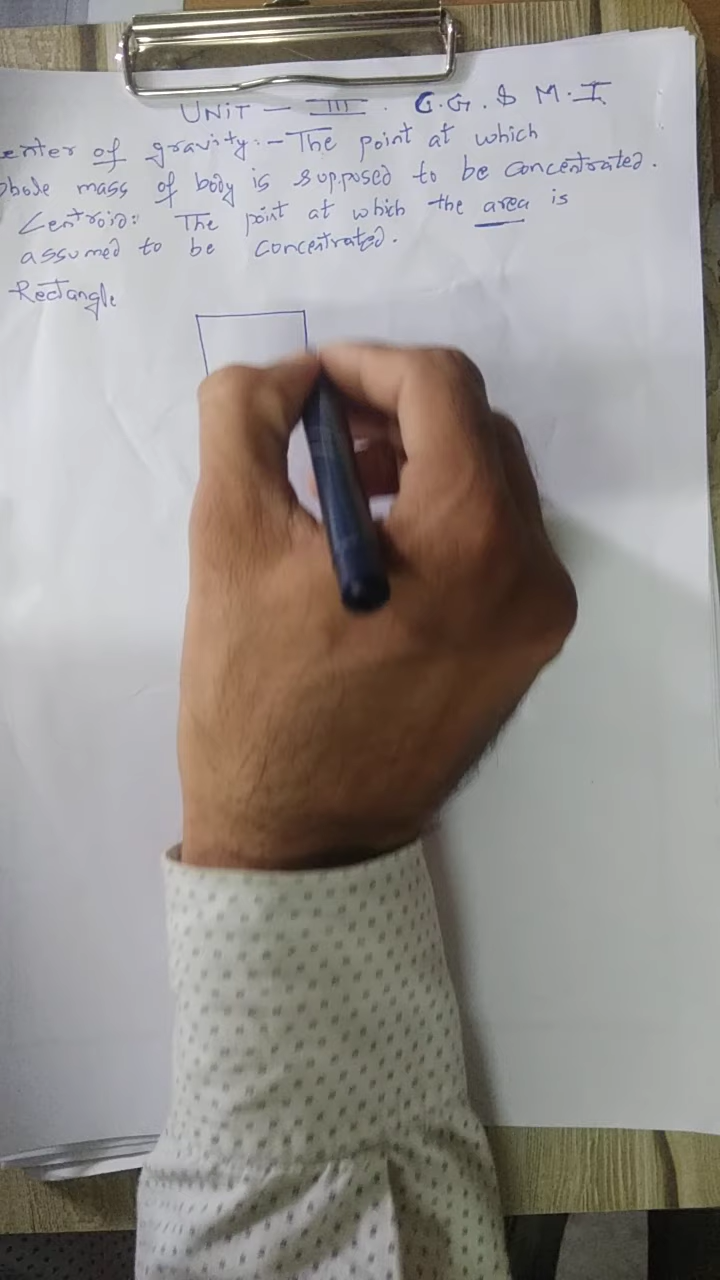 UNIT - III. C.G. & M.I
enter of gravity:- The point at which
whole mass of body is supposed to be concentrated.
Centroid: The point at which the area is
assumed to be concentrated.
Rectangle